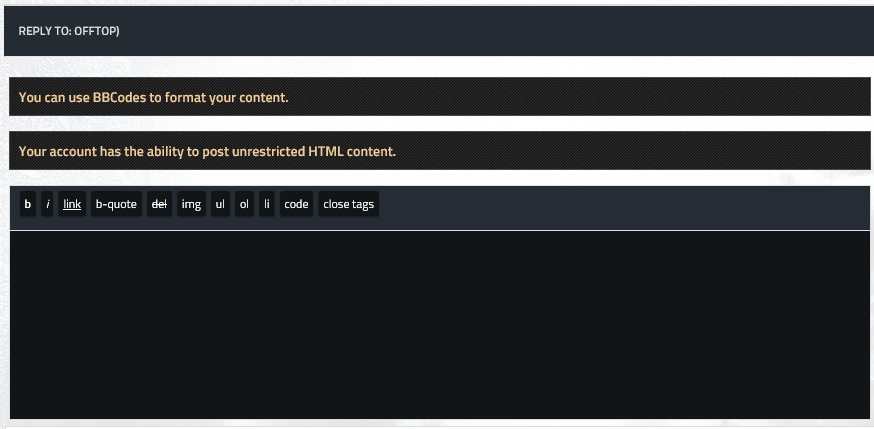 REPLY TO: OFFTOP)
You can use BBCodes to format your content.
Your account has the ability to post unrestricted HTML content.
b i link b-quote del img ul ol li code close tags